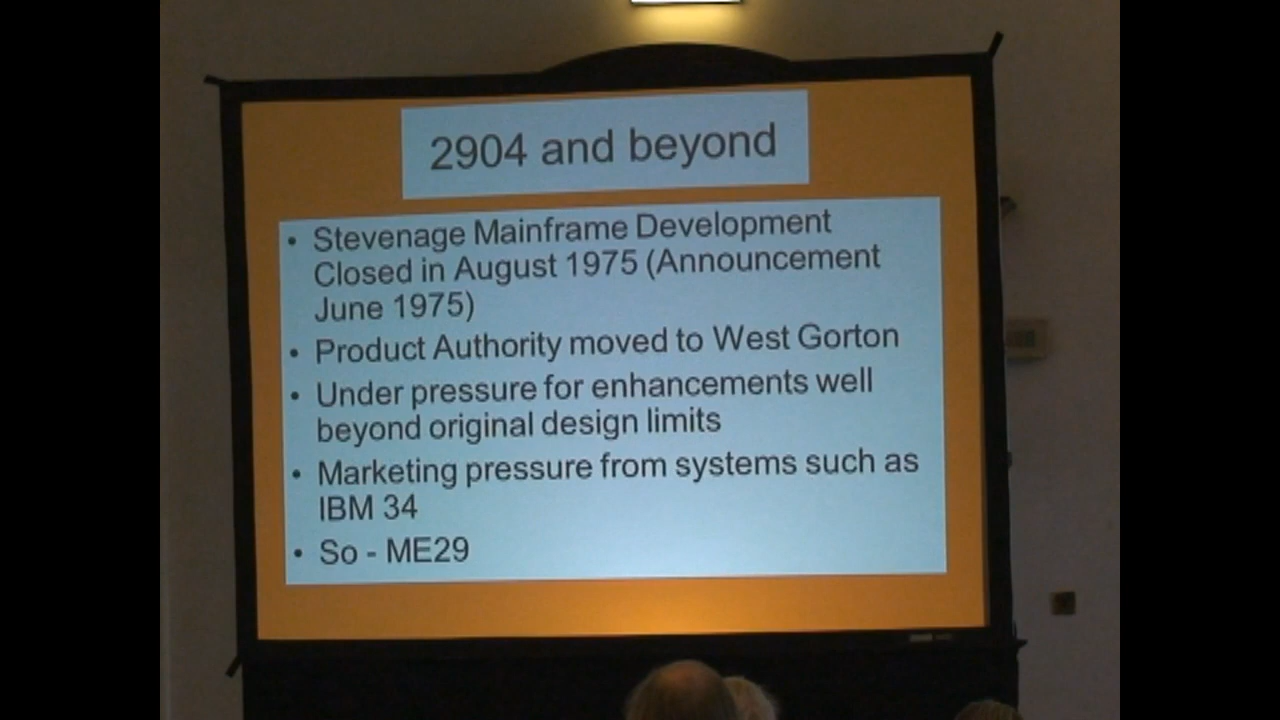 2904 and beyond
• Stevenage Mainframe Development
Closed in August 1975 (Announcement
June 1975)
• Product Authority moved to West Gorton
• Under pressure for enhancements well
beyond original design limits
• Marketing pressure from systems such as
IBM 34
• So - ME29